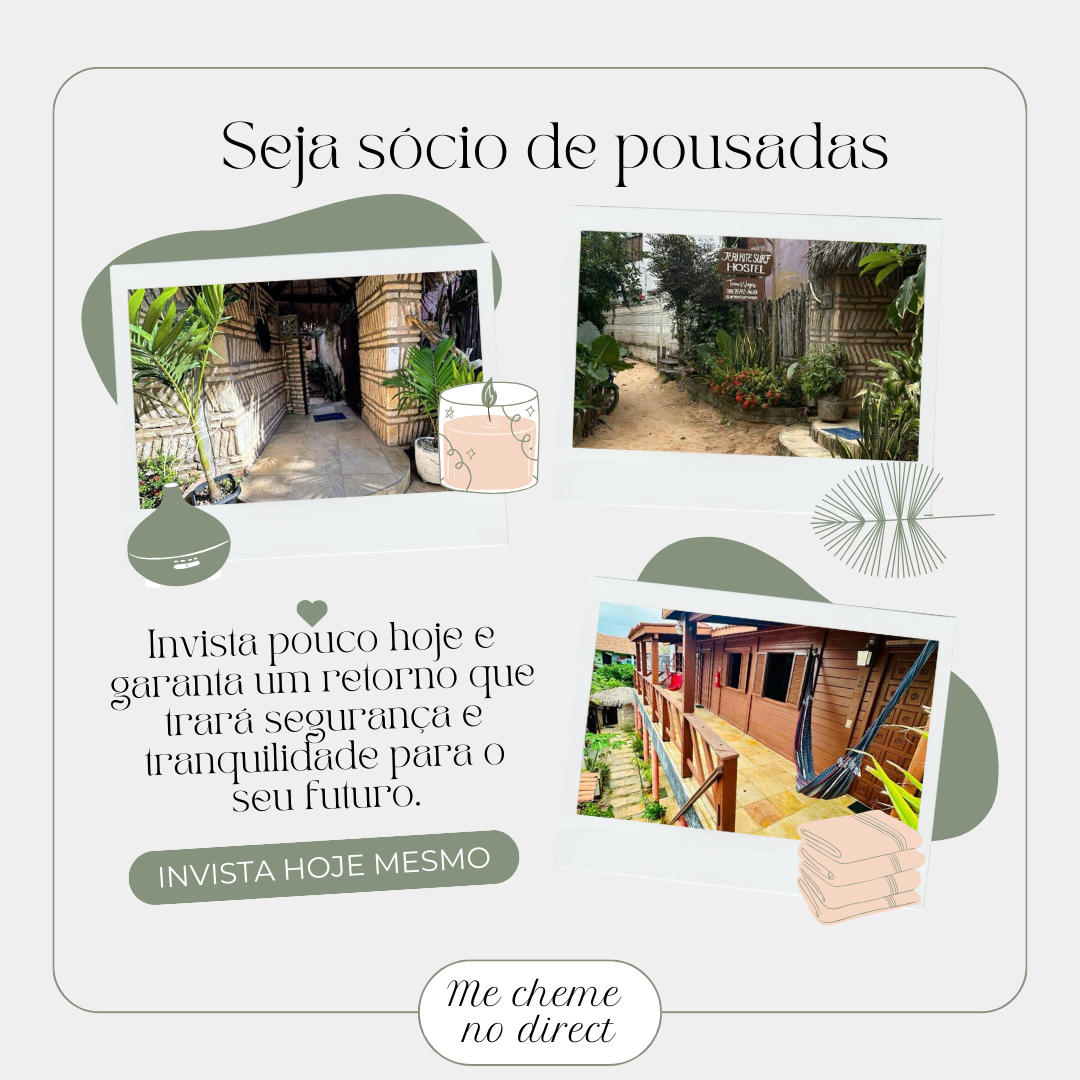 Seja sócio de pousadas
JERI KITE SURF
HOSTEL
Invista pouco hoje e
garanta um retorno que
trará segurança e
tranquilidade para o
seu futuro.
INVISTA HOJE MESMO
Me cheme
no direct